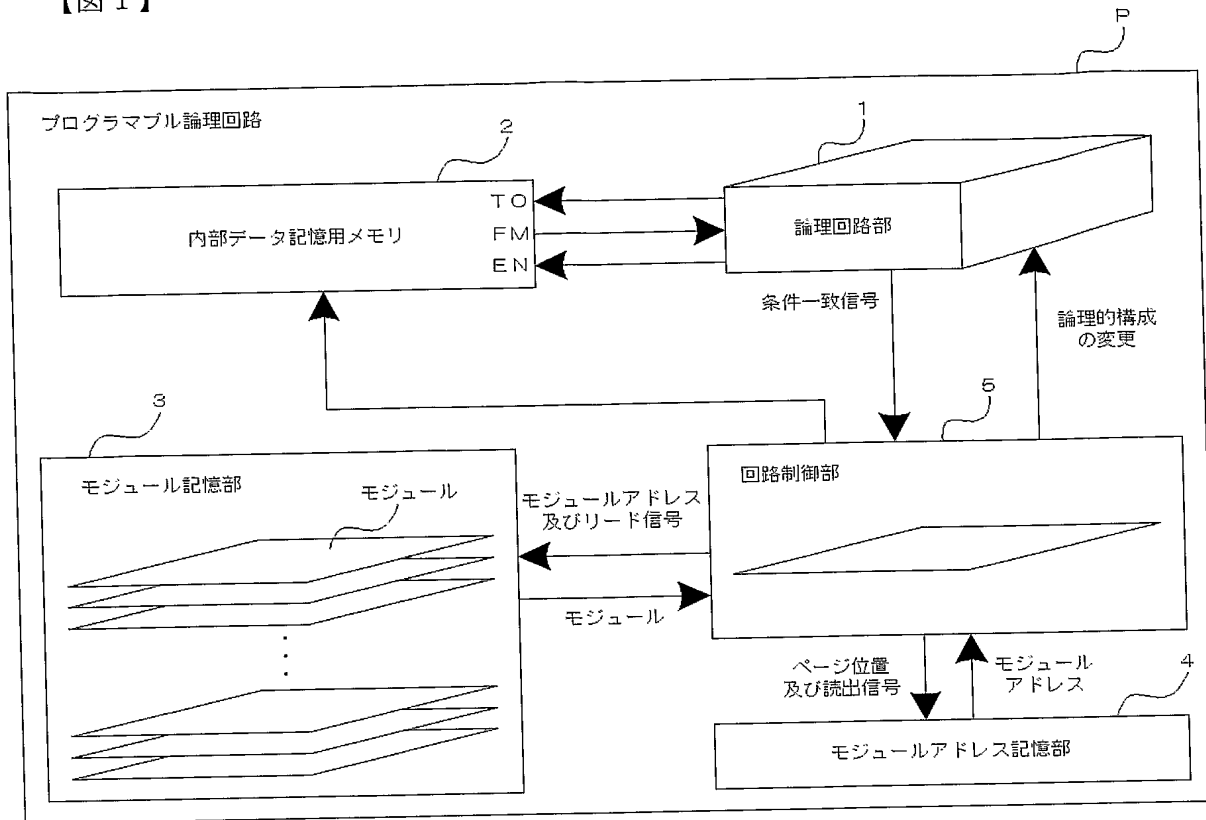 【図1】
P
プログラマブル論理回路
2
1
内部データ記憶用メモリ
TO
FM
EN
論理回路部
条件一致信号
論理的構成
の変更
3
5
モジュール記憶部
モジュール
モジュールアドレス
及びリード信号
モジュール
回路制御部
ページ位置
及び読出信号
モジュール
アドレス
4
モジュールアドレス記憶部